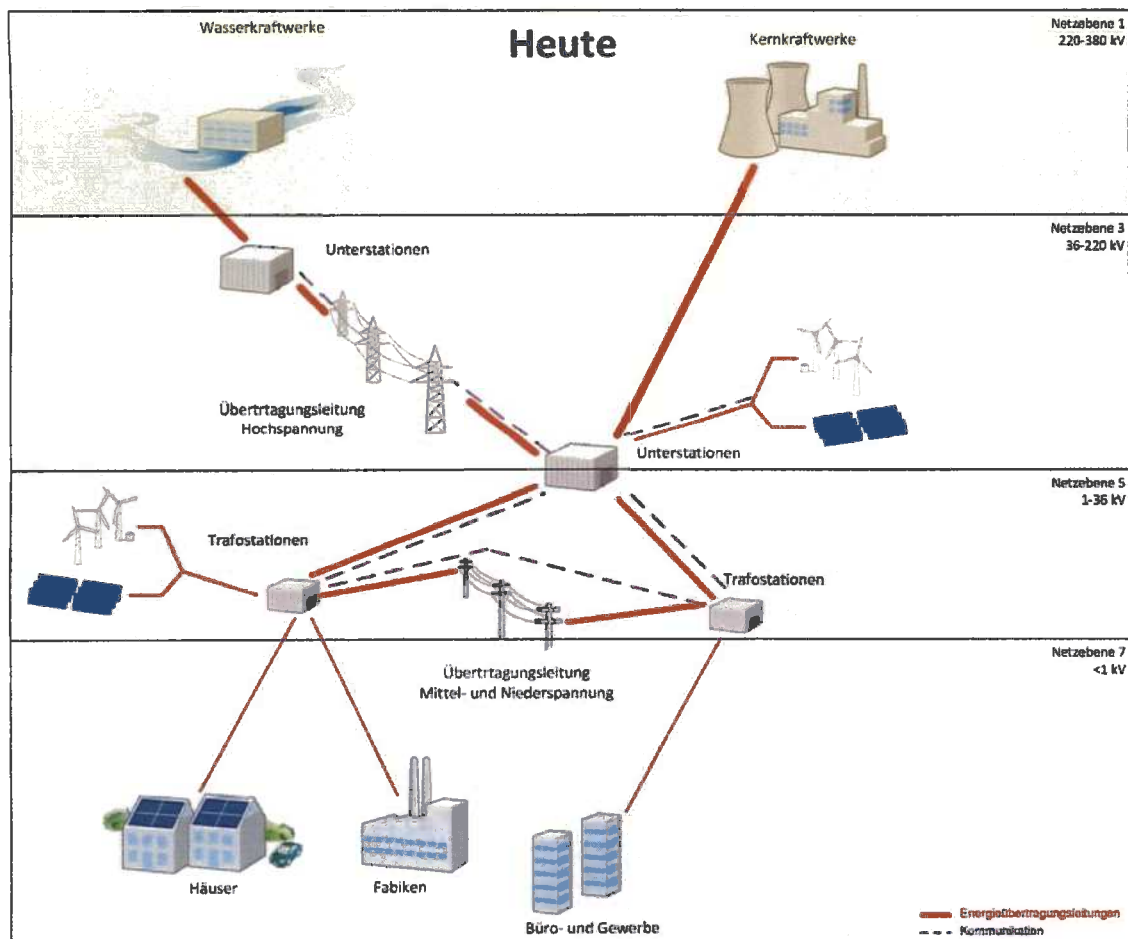 Wasserkraftwerke
Heute
Kernkraftwerke
Netzebene 1
220-380 kV
Netzebene 3
36-220 kV
Unterstationen
Übertrtagungsleitung
Hochspannung
Unterstationen
Netzebene 5
1-36 kV
Trafostationen
Trafostationen
Netzebene 7
<1 kV
Übertrtagungsleitung
Mittel- und Niederspannung
Häuser
Fabiken
Büro- und Gewerbe
Energieübertragungsleitungen
Kommunikation